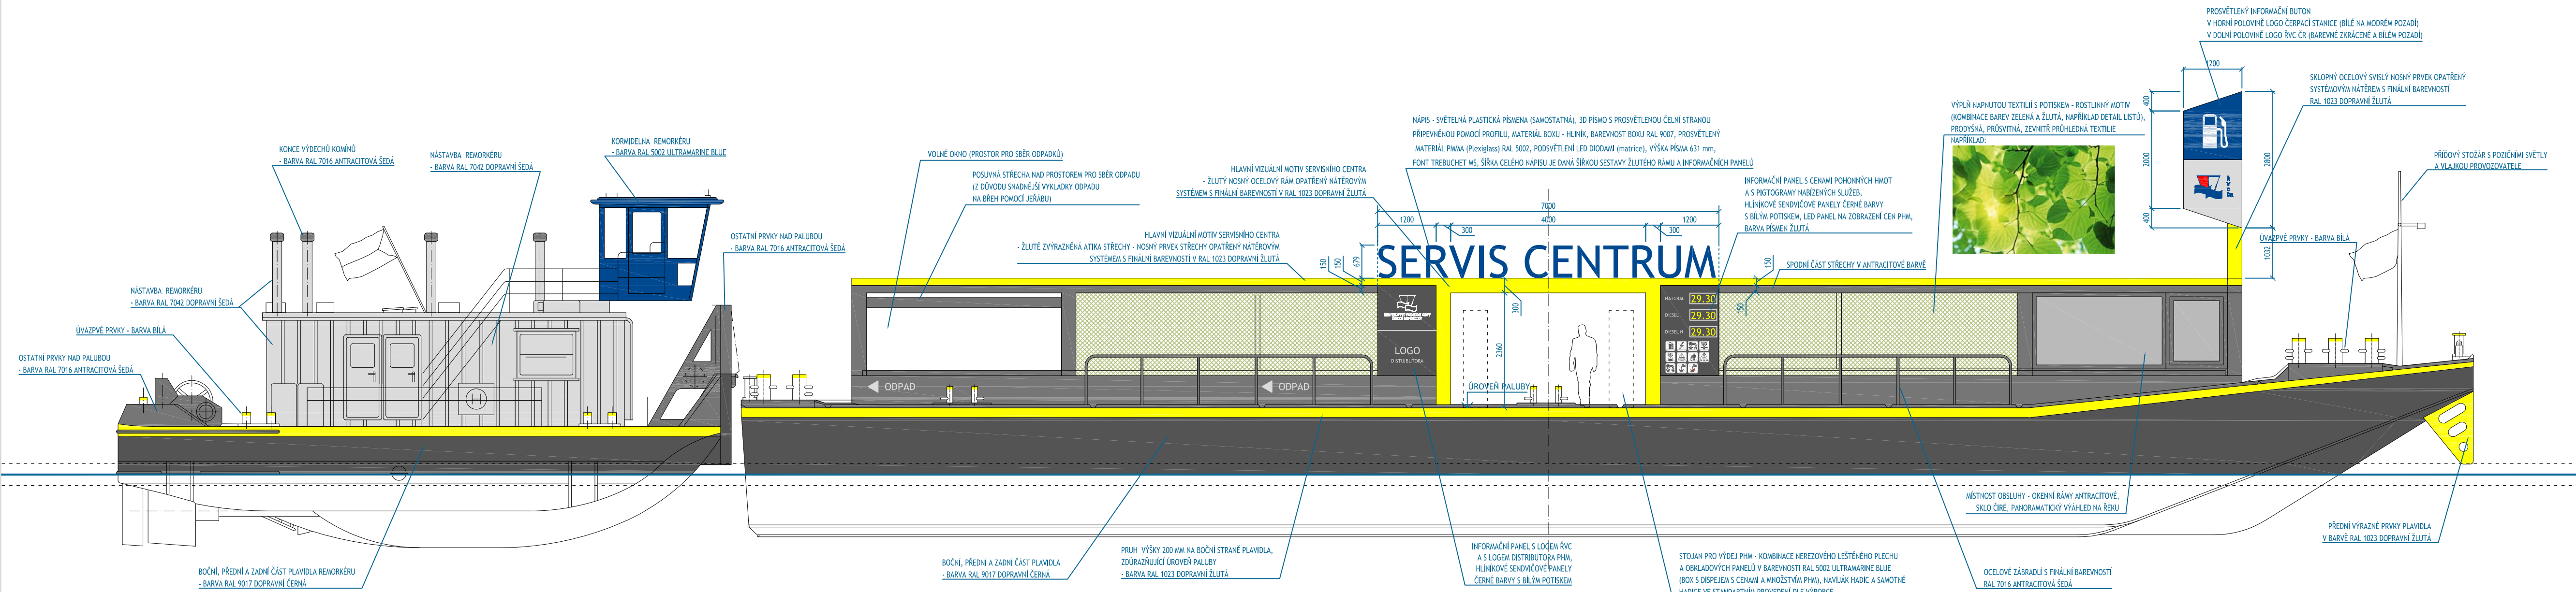 PROSVĚTLENÝ INFORMAČNÍ BUTON
V HORNÍ POLOVINĚ LOGO ČERPACÍ STANICE (BÍLÉ NA MODRÉM POZADÍ)
V DOLNÍ POLOVINĚ LOGO ŘVC ČR (BAREVNÉ ZKRÁCENÉ A BÍLÉM POZADÍ)
1200
400
2000
400
2800
1032
SKLOPNÝ OCELOVÝ SVISLÝ NOSNÝ PRVEK OPATŘENÝ
SYSTÉMOVÝM NÁTĚREM S FINÁLNÍ BAREVNOSTÍ
RAL 1023 DOPRAVNÍ ŽLUTÁ
VÝPLŇ NAPNUTOU TEXTILIÍ S POTISKEM - ROSTLINNÝ MOTIV
(KOMBINACE BAREV ZELENÁ A ŽLUTÁ, NAPŘÍKLAD DETAIL LISTŮ),
PRODYŠNÁ, PRŮSVITNÁ, ZEVNITŘ PRŮHLEDNÁ TEXTILIE
NAPŘÍKLAD:
PŘÍĎOVÝ STOŽÁR S POZIČNÍMI SVĚTLY
A VLAJKOU PROVOZOVATELE
ÚVAZPVÉ PRVKY - BARVA BÍLÁ
NÁPIS - SVĚTELNÁ PLASTICKÁ PÍSMENA (SAMOSTATNÁ), 3D PÍSMO S PROSVĚTLENOU ČELNÍ STRANOU
PŘIPEVNĚNOU POMOCÍ PROFILU, MATERIÁL BOXU - HLINÍK, BAREVNOST BOXU RAL 9007, PROSVĚTLENÝ
MATERIÁL PMMA (Plexiglass) RAL 5002, PODSVÍTLENÍ LED DIODAMI (matrice), VÝŠKA PÍSMA 631 mm,
FONT TREBUCHET MS, ŠÍŘKA CELÉHO NÁPISU JE DANÁ ŠÍŘKOU SESTAVY ŽLUTÉHO RÁMU A INFORMAČNÍCH PANELŮ
INFORMAČNÍ PANEL S CENAMI POHONNÝCH HMOT
A S PIGTOGRAMY NABÍZENÝCH SLUŽEB,
HLINÍKOVÉ SENDVIČOVÉ PANELY ČERNÉ BARVY
S BÍLÝM POTISKEM, LED PANEL NA ZOBRAZENÍ CEN PHM,
BARVA PÍSMEN ŽLUTÁ
SPODNÍ ČÁST STŘECHY V ANTRACITOVÉ BARVĚ
HLAVNÍ VIZUÁLNÍ MOTIV SERVISNÍHO CENTRA
- ŽLUTÝ NOSNÝ OCELOVÝ RÁM OPATŘENÝ NÁTĚROVÝM
SYSTÉMEM S FINÁLNÍ BAREVNOSTÍ V RAL 1023 DOPRAVNÍ ŽLUTÁ
HLAVNÍ VIZUÁLNÍ MOTIV SERVISNÍHO CENTRA
- ŽLUTĚ ZVÝRAZNĚNÁ ATIKA STŘECHY - NOSNÝ PRVEK STŘECHY OPATŘENÝ NÁTĚROVÝM
SYSTÉMEM S FINÁLNÍ BAREVNOSTÍ V RAL 1023 DOPRAVNÍ ŽLUTÁ
VOLNÉ OKNO (PROSTOR PRO SBĚR ODPADKŮ)
POSUVNÁ STŘECHA NAD PROSTOREM PRO SBĚR ODPADU
(Z DŮVODU SNADNĚJŠÍ VYKLÁDKY ODPADU
NA BŘEH POMOCÍ JEŘÁBU)
KORMIDELNA REMORKÉRU
- BARVA RAL 5002 ULTRAMARINE BLUE
OSTATNÍ PRVKY NAD PALUBOU
- BARVA RAL 7016 ANTRACITOVÁ ŠEDÁ
NÁSTAVBA REMORKÉRU
- BARVA RAL 7042 DOPRAVNÍ ŠEDÁ
KONCE VÝDECHŮ KOMÍNŮ
- BARVA RAL 7016 ANTRACITOVÁ ŠEDÁ
NÁSTAVBA REMORKÉRU
- BARVA RAL 7042 DOPRAVNÍ ŠEDÁ
ÚVAZPVÉ PRVKY - BARVA BÍLÁ
OSTATNÍ PRVKY NAD PALUBOU
- BARVA RAL 7016 ANTRACITOVÁ ŠEDÁ
7000
1200
4000
1200
300
300
150
150
679
150
150
300
2360
SERVIS CENTRUM
LOGO
DISTRIBUTORA
NATURAL 29.30
DIESEL 29.30
DIESEL H 29.30
ODPAD
ODPAD
ÚROVEŇ PALUBY
H
BOČNÍ, PŘEDNÍ A ZADNÍ ČÁST PLAVIDLA REMORKÉRU
- BARVA RAL 9017 DOPRAVNÍ ČERNÁ
BOČNÍ, PŘEDNÍ A ZADNÍ ČÁST PLAVIDLA
- BARVA RAL 9017 DOPRAVNÍ ČERNÁ
PRUH VÝŠKY 200 MM NA BOČNÍ STRANĚ PLAVIDLA,
ZDŮRAZŇUJÍCÍ ÚROVEŇ PALUBY
- BARVA RAL 1023 DOPRAVNÍ ŽLUTÁ
INFORMAČNÍ PANEL S LOGEM ŘVC
A S LOGEM DISTRIBUTORA PHM,
HLINÍKOVÉ SENDVIČOVÉ PANELY
ČERNÉ BARVY S BÍLÝM POTISKEM
STOJAN PRO VÝDEJ PHM - KOMBINACE NEREZOVÉHO LEŠTĚNÉHO PLECHU
A OBKLADOVÝCH PANELŮ V BAREVNOSTI RAL 5002 ULTRAMARINE BLUE
(BOX S DISPEJEM S CENAMI A MNOŽSTVÍM PHM), NAVIJÁK HADIC A SAMOTNÉ
HADICE VE STANDARTNÍM PROVEDENÍ DLE VÝROBCE
OCELOVÉ ZÁBRADLÍ S FINÁLNÍ BAREVNOSTÍ
RAL 7016 ANTRACITOVÁ ŠEDÁ
MÍSTNOST OBSLUHY - OKENNÍ RÁMY ANTRACITOVÉ,
SKLO ČIRÉ, PANORAMATICKÝ VÝÁHLED NA ŘEKU
PŘEDNÍ VÝRAZNÉ PRVKY PLAVIDLA
V BARVĚ RAL 1023 DOPRAVNÍ ŽLUTÁ